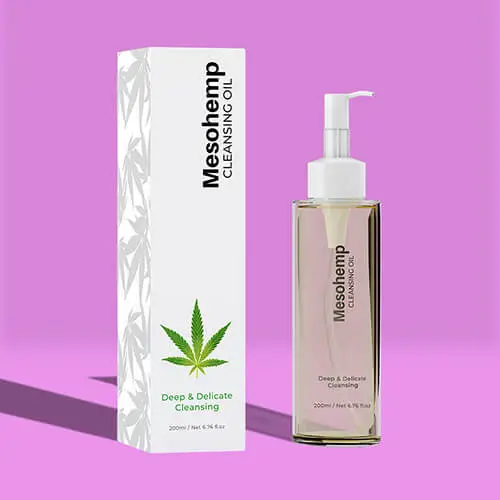 Mesohemp
CLEANSING OIL
Deep & Delicate
Cleansing
200ml / Net 6.76 fl.oz
Mesohemp
CLEANSING OIL
Deep & Delicate
Cleansing
200ml / Net 6.76 fl.oz